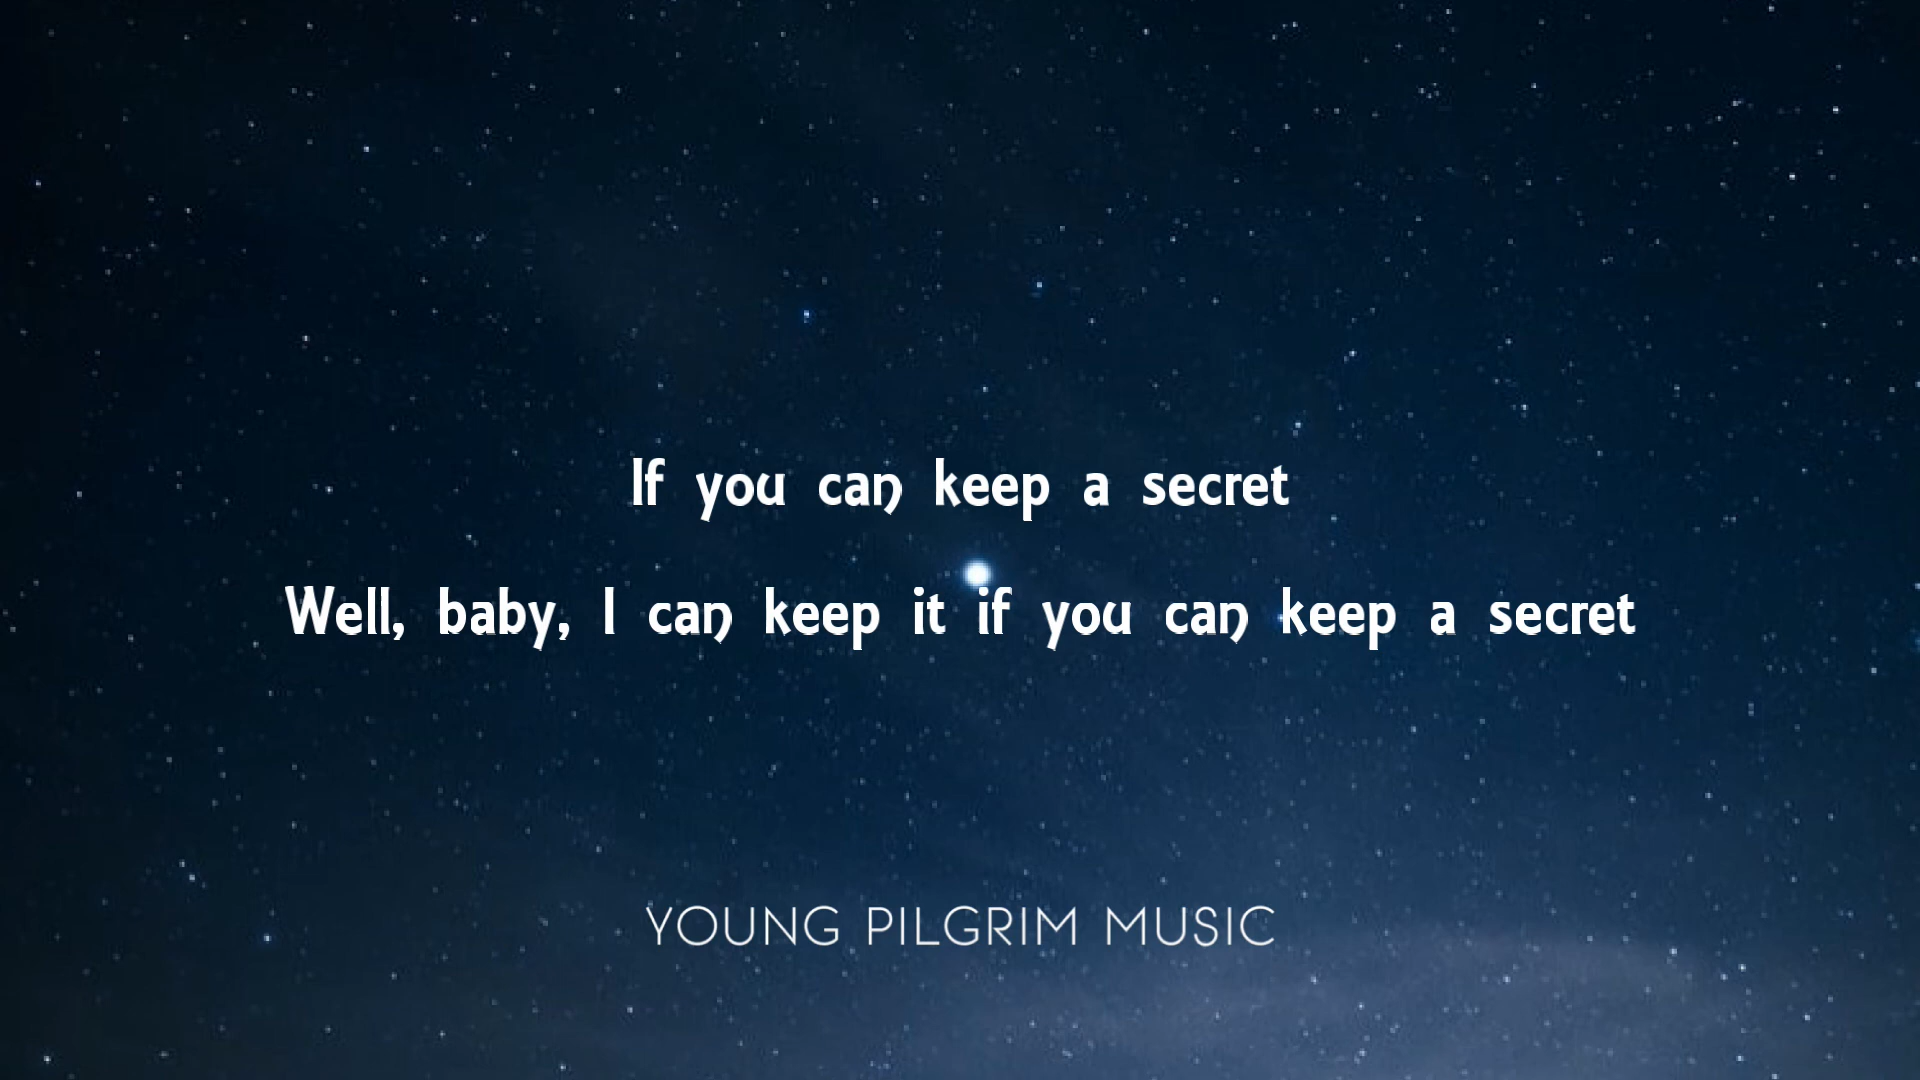 If you can keep a secret
Well, baby, I can keep it if you can keep a secret
YOUNG PILGRIM MUSIC